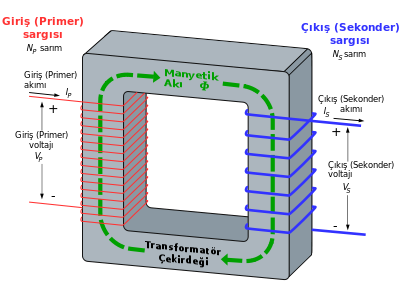 Giriş (Primer)
sargısı
N_P sarım
Giriş (Primer)
akımı
I_P
+
Giriş (Primer)
voltajı
V_P
-
Manyetik
Akı Φ
Transformatör
Çekirdeği
Çıkış (Sekonder)
sargısı
N_S sarım
Çıkış (Sekonder)
akımı
I_S
+
Çıkış (Sekonder)
voltajı
V_S
-